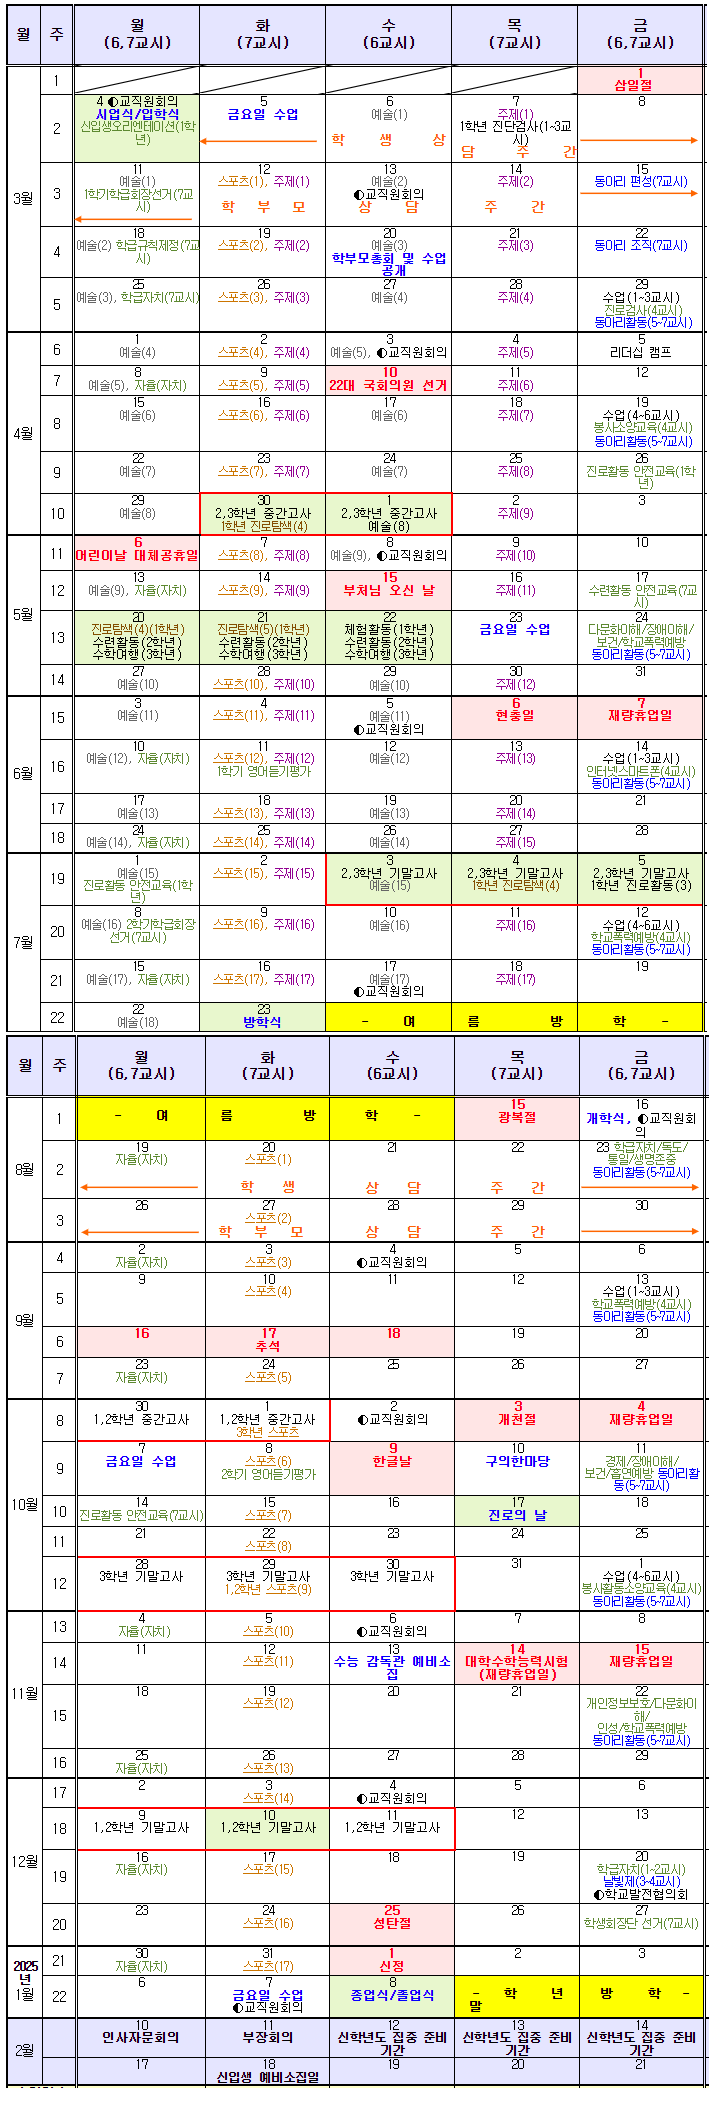 월 주 월 화 수 목 금
(6,7교시) (7교시) (6교시) (7교시) (6,7교시)
3월
1 1
삼일절
2 4 ◐교직원회의 5 6 7 8
시업식/입학식 금요일 수업 예술(1) 주제(1)
신입생오리엔테이션(1학년) 1학년 진단검사(1~3교시)
학 생 상 담 주 간
3 11 12 13 14 15
예술(1) 스포츠(1), 주제(1) 예술(2) 주제(2) 동아리 편성(7교시)
1학기학급회장선거(7교시) ◐교직원회의
학 부 모 상 담 주 간
4 18 19 20 21 22
예술(2) 학급규칙제정(7교시) 스포츠(2), 주제(2) 예술(3) 주제(3) 동아리 조직(7교시)
학부모총회 및 수업공개
5 25 26 27 28 29
예술(3), 학급자치(7교시) 스포츠(3), 주제(3) 예술(4) 주제(4) 수업(1~3교시)
진로검사(4교시)
동아리활동(5~7교시)
4월
6 1 2 3 4 5
예술(4) 스포츠(4), 주제(4) 예술(5), ◐교직원회의 주제(5) 리더십 캠프
7 8 9 10 11 12
예술(5), 자율(자치) 스포츠(5), 주제(5) 22대 국회의원 선거 주제(6)
8 15 16 17 18 19
예술(6) 스포츠(6), 주제(6) 예술(6) 주제(7) 수업(4~6교시)
봉사소양교육(4교시)
동아리활동(5~7교시)
9 22 23 24 25 26
예술(7) 스포츠(7), 주제(7) 예술(7) 주제(8) 진로활동 안전교육(1학년)
10 29 30 1 2 3
예술(8) 2,3학년 중간고사 2,3학년 중간고사 주제(9)
1학년 진로탐색(4) 예술(8)
5월
11 6 7 8 9 10
어린이날 대체공휴일 스포츠(8), 주제(8) 예술(9), ◐교직원회의 주제(10)
12 13 14 15 16 17
예술(9), 자율(자치) 스포츠(9), 주제(9) 부처님 오신 날 주제(11) 수련활동 안전교육(7교시)
13 20 21 22 23 24
진로탐색(4)(1학년) 진로탐색(5)(1학년) 체험활동(1학년) 금요일 수업 다문화이해/장애이해/
수련활동(2학년) 수련활동(2학년) 수련활동(2학년) 보건/학교폭력예방
수학여행(3학년) 수학여행(3학년) 수학여행(3학년) 동아리활동(5~7교시)
14 27 28 29 30 31
예술(10) 스포츠(10), 주제(10) 예술(10) 주제(12)
6월
15 3 4 5 6 7
예술(11) 스포츠(11), 주제(11) 예술(11) 현충일 재량휴업일
◐교직원회의
16 10 11 12 13 14
예술(12), 자율(자치) 스포츠(12), 주제(12) 예술(12) 주제(13) 수업(1~3교시)
1학기 영어듣기평가 인터넷스마트폰(4교시)
동아리활동(5~7교시)
17 17 18 19 20 21
예술(13) 스포츠(13), 주제(13) 예술(13) 주제(14)
18 24 25 26 27 28
예술(14), 자율(자치) 스포츠(14), 주제(14) 예술(14) 주제(15)
7월
19 1 2 3 4 5
예술(15) 스포츠(15), 주제(15) 2,3학년 기말고사 2,3학년 기말고사 2,3학년 기말고사
진로활동 안전교육(1학년) 예술(15) 1학년 진로탐색(4) 1학년 진로활동(3)
20 8 9 10 11 12
예술(16) 2학기학급회장선거(7교시) 스포츠(16), 주제(16) 예술(16) 주제(16) 수업(4~6교시)
학교폭력예방(4교시)
동아리활동(5~7교시)
21 15 16 17 18 19
예술(17), 자율(자치) 스포츠(17), 주제(17) 예술(17) 주제(17)
◐교직원회의
22 22 23
예술(18) 방학식 - 여 름 방 학 -
월 주 월 화 수 목 금
(6,7교시) (7교시) (6교시) (7교시) (6,7교시)
8월
1 - 여 름 방 학 - 15 16
광복절 개학식, ◐교직원회의
2 19 20 21 22 23 학급자치/독도/
자율(자치) 스포츠(1) 통일/생명존중
동아리활동(5~7교시)
학 생 상 담 주 간
3 26 27 28 29 30
스포츠(2)
학 부 모 상 담 주 간
9월
4 2 3 4 5 6
자율(자치) 스포츠(3) ◐교직원회의
5 9 10 11 12 13
스포츠(4) 수업(1~3교시)
학교폭력예방(4교시)
동아리활동(5~7교시)
6 16 17 18 19 20
추석
7 23 24 25 26 27
자율(자치) 스포츠(5)
10월
8 30 1 2 3 4
1,2학년 중간고사 1,2학년 중간고사 ◐교직원회의 개천절 재량휴업일
3학년 스포츠
9 7 8 9 10 11
금요일 수업 스포츠(6) 한글날 구의한마당 경제/장애이해/
2학기 영어듣기평가 보건/흡연예방 동아리활동(5~7교시)
10 14 15 16 17 18
진로활동 안전교육(7교시) 스포츠(7) 진로의 날
11 21 22 23 24 25
스포츠(8)
12 28 29 30 31 1
3학년 기말고사 3학년 기말고사 3학년 기말고사 수업(4~6교시)
1,2학년 스포츠(9) 봉사활동소양교육(4교시)
동아리활동(5~7교시)
11월
13 4 5 6 7 8
자율(자치) 스포츠(10) ◐교직원회의
14 11 12 13 14 15
스포츠(11) 수능 감독관 예비소집 대학수학능력시험 재량휴업일
(재량휴업일)
15 18 19 20 21 22
스포츠(12) 개인정보보호/다문화이해/
인성/학교폭력예방
동아리활동(5~7교시)
16 25 26 27 28 29
자율(자치) 스포츠(13)
12월
17 2 3 4 5 6
스포츠(14) ◐교직원회의
18 9 10 11 12 13
1,2학년 기말고사 1,2학년 기말고사 1,2학년 기말고사
19 16 17 18 19 20
자율(자치) 스포츠(15) 학급자치(1~2교시)
날빛제(3~4교시)
◐학교발전협의회
20 23 24 25 26 27
스포츠(16) 성탄절 학생회장단 선거(7교시)
2025년 1월
21 30 31 1 2 3
자율(자치) 스포츠(17) 신정
22 6 7 8
금요일 수업 종업식/졸업식 - 학 년 말 방 학 -
◐교직원회의
2월
10 11 12 13 14
인사자문회의 부장회의 신학년도 집중 준비기간 신학년도 집중 준비기간 신학년도 집중 준비기간
17 18 19 20 21
신입생 예비소집일